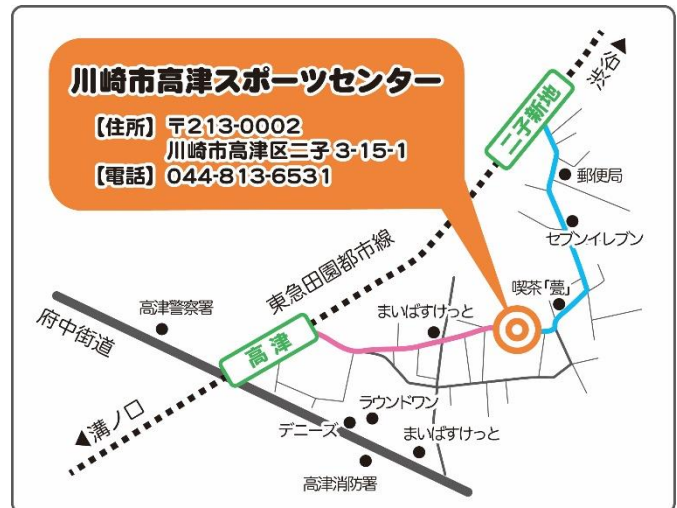 川崎市高津スポーツセンター
【住所】〒213-0002
川崎市高津区二子 3-15-1
【電話】044-813-6531
渋谷▲
二子新地
郵便局
セブンイレブン
東急田園都市線
喫茶「甍」
高津警察署
まいばすけっと
府中街道
高津
ラウンドワン
◀溝ノ口
デニーズ
まいばすけっと
高津消防署